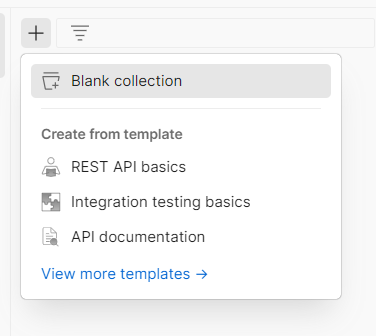 Blank collection
Create from template
REST API basics
Integration testing basics
API documentation
View more templates →